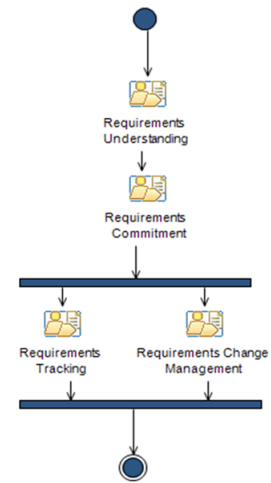 Requirements
Understanding
Requirements
Commitment
Requirements
Tracking
Requirements Change
Management